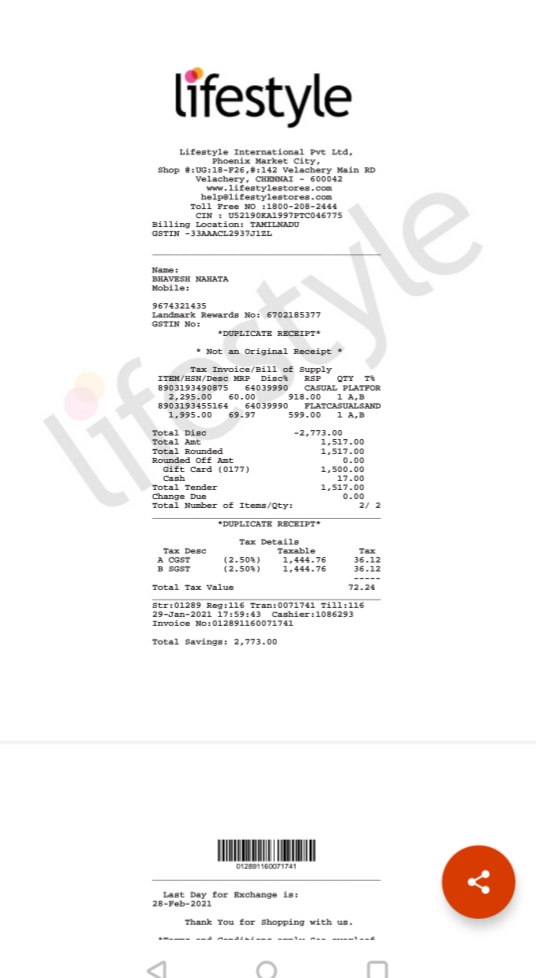 lifestyle
Lifestyle International Pvt Ltd,
Phoenix Market City,
Shop #:UG:18-F26,#:142 Velachery Main RD
Velachery, CHENNAI - 600042
www.lifestylestores.com
help@lifestylestores.com
Toll Free NO :1800-208-2444
CIN : U52190KA1997PTC046775
Billing Location: TAMILNADU
GSTIN -33AAACL2937J1ZL
Name:
BHAVESH NAHATA
Mobile:
9674321435
Landmark Rewards No: 6702185377
GSTIN No:
*DUPLICATE RECEIPT*
* Not an Original Receipt *
Tax Invoice/Bill of Supply
ITEM/HSN/Desc MRP Disc% RSP QTY T%
8903193490875 64039990 CASUAL PLATFOR
2,295.00 60.00 918.00 1 A,B
8903193455164 64039990 FLATCASUALSAND
1,995.00 69.97 599.00 1 A,B
Total Disc -2,773.00
Total Amt 1,517.00
Total Rounded 1,517.00
Rounded Off Amt 0.00
Gift Card (0177) 1,500.00
Cash 17.00
Total Tender 1,517.00
Change Due 0.00
Total Number of Items/Qty: 2/ 2
*DUPLICATE RECEIPT*
Tax Details
Tax Desc Taxable Tax
A CGST (2.50%) 1,444.76 36.12
B SGST (2.50%) 1,444.76 36.12
-----
Total Tax Value 72.24
Str:01289 Reg:116 Tran:0071741 Till:116
29-Jan-2021 17:59:43 Cashier:1086293
Invoice No:012891160071741
Total Savings: 2,773.00
lifestyle
012891160071741
Last Day for Exchange is:
28-Feb-2021
Thank You for Shopping with us.
*Terms and Conditions apply See overleaf